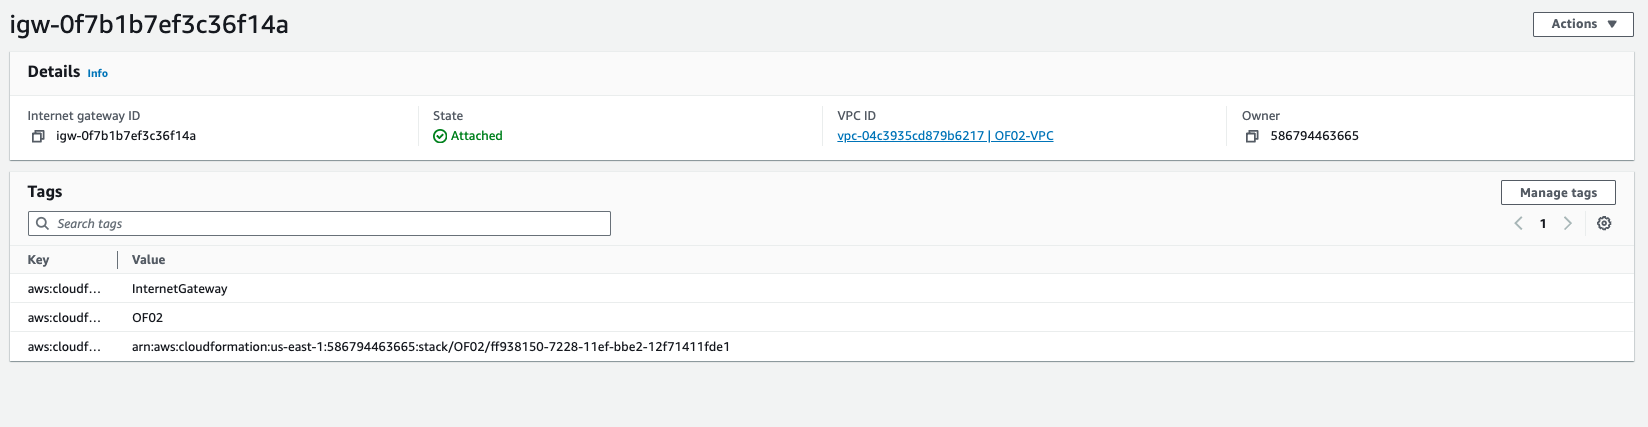 igw-0f7b1b7ef3c36f14a
Actions
Details Info
Internet gateway ID State VPC ID Owner
igw-0f7b1b7ef3c36f14a Attached vpc-04c3935cd879b6217 | OF02-VPC 586794463665
Tags Manage tags
Search tags 1
Key Value
aws:cloudf... InternetGateway
aws:cloudf... OF02
aws:cloudf... arn:aws:cloudformation:us-east-1:586794463665:stack/OF02/ff938150-7228-11ef-bbe2-12f71411fde1